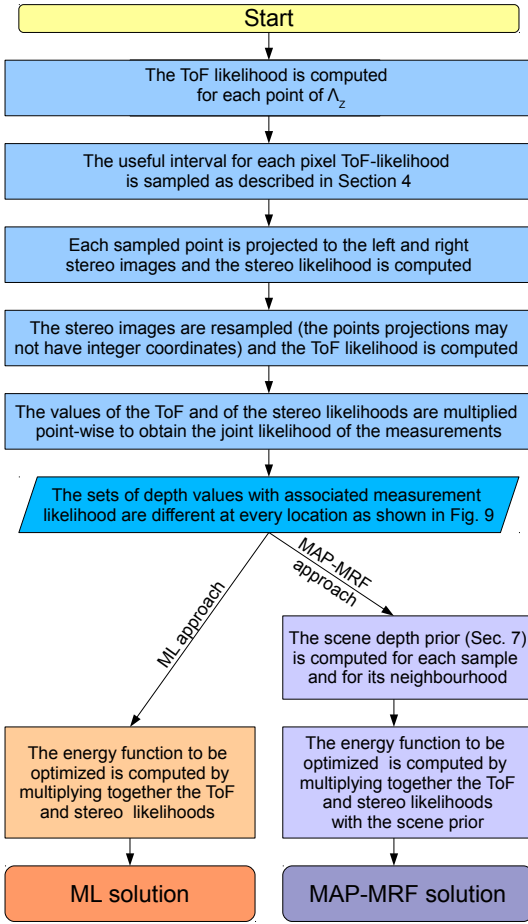 Start
The ToF likelihood is computed
for each point of Λ_Z
The useful interval for each pixel ToF-likelihood
is sampled as described in Section 4
Each sampled point is projected to the left and right
stereo images and the stereo likelihood is computed
The stereo images are resampled (the points projections may
not have integer coordinates) and the ToF likelihood is computed
The values of the ToF and of the stereo likelihoods are multiplied
point-wise to obtain the joint likelihood of the measurements
The sets of depth values with associated measurement
likelihood are different at every location as shown in Fig. 9
ML approach
MAP-MRF
approach
The scene depth prior (Sec. 7)
is computed for each sample
and for its neighbourhood
The energy function to be
optimized is computed by
multiplying together the ToF
and stereo likelihoods
The energy function to be
optimized is computed by
multiplying together the ToF
and stereo likelihoods
with the scene prior
ML solution
MAP-MRF solution